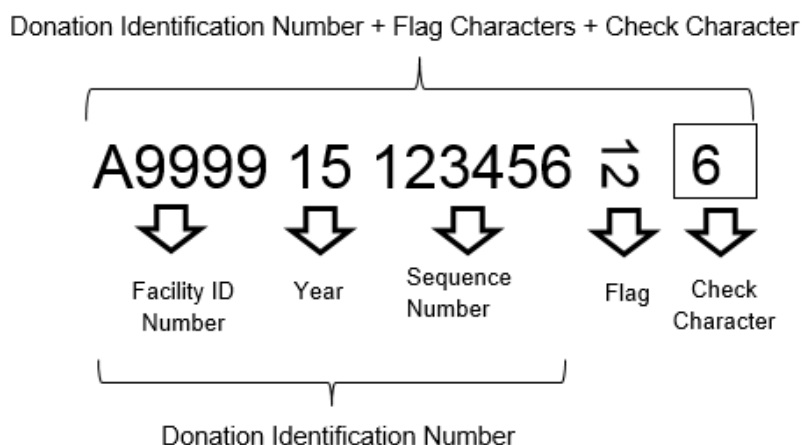 Donation Identification Number + Flag Characters + Check Character
A9999 15 123456 12 6
Facility ID
Number
Year
Sequence
Number
Flag
Check
Character
Donation Identification Number